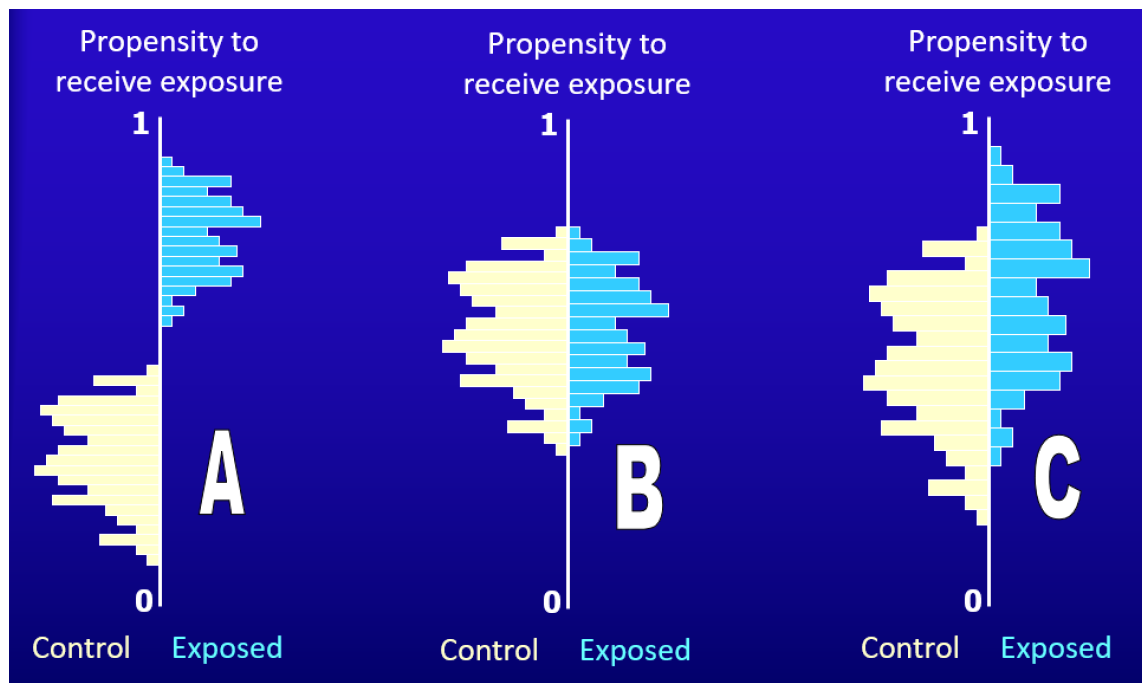 Propensity to
receive exposure
1
A
0
Control Exposed
Propensity to
receive exposure
1
B
0
Control Exposed
Propensity to
receive exposure
1
C
0
Control Exposed